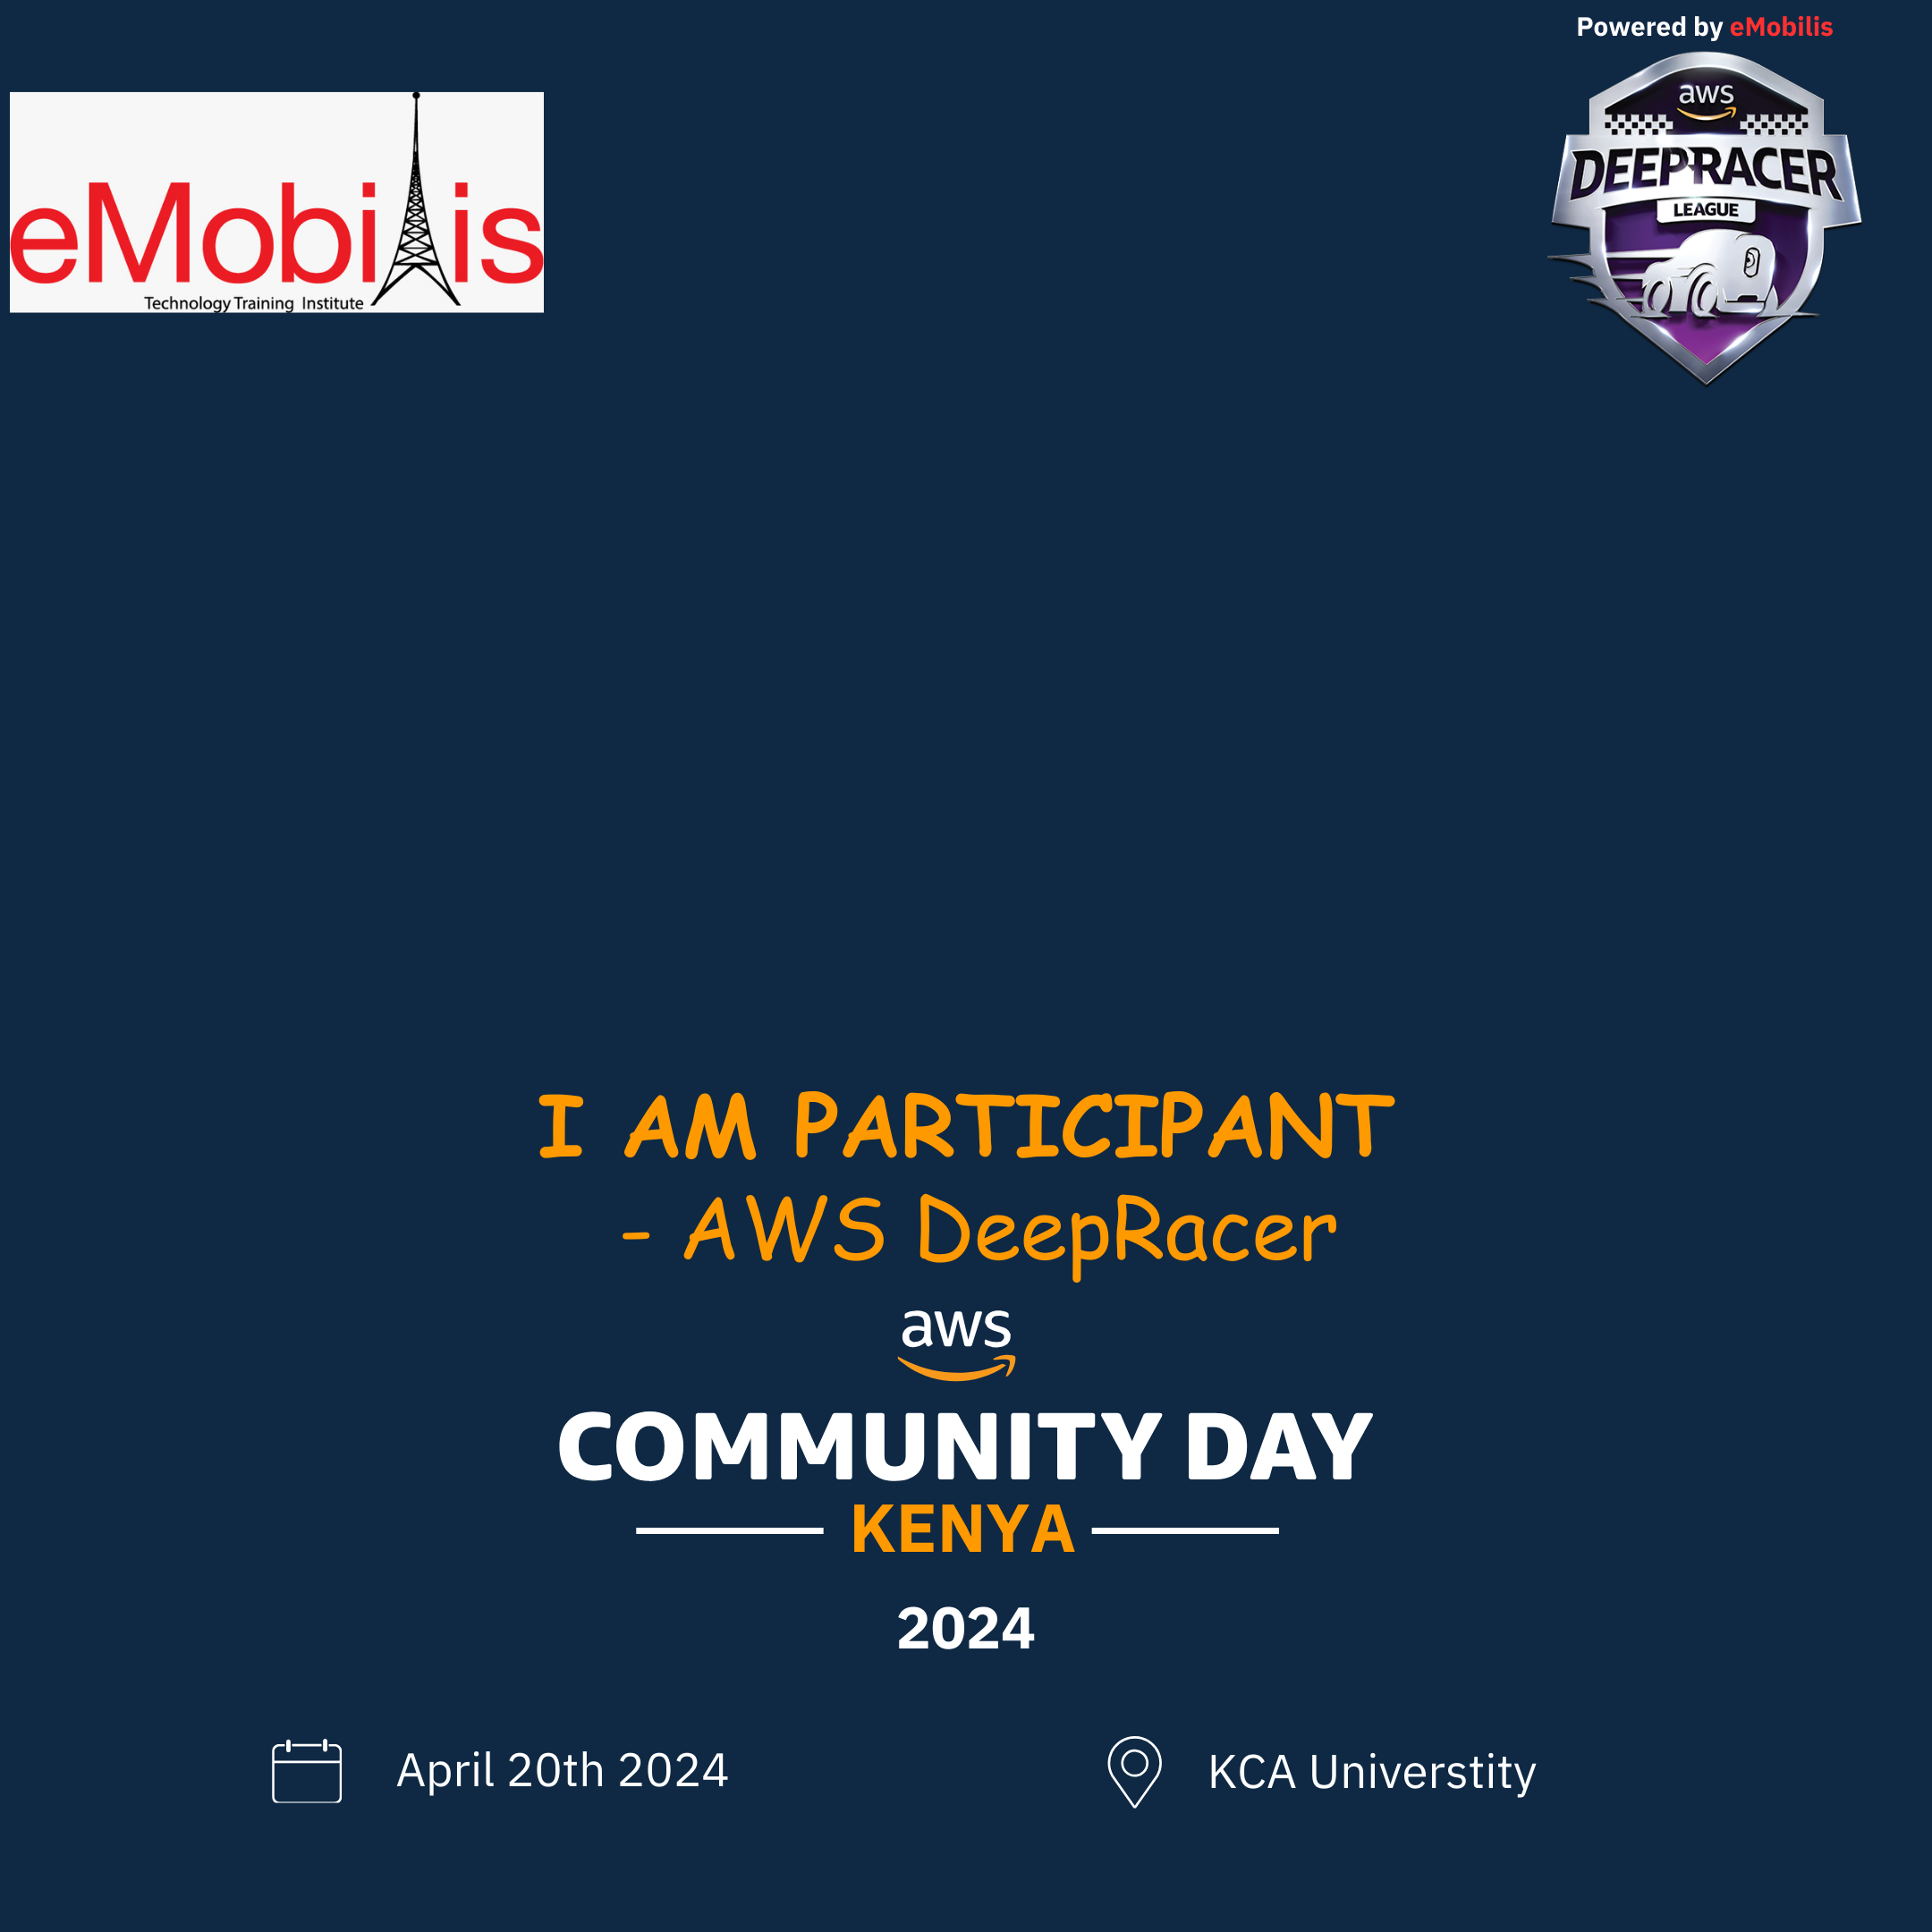 Powered by eMobilis
eMobilis
Technology Training Institute
aws
DEEPRACER
LEAGUE
I AM PARTICIPANT
- AWS DeepRacer
aws
COMMUNITY DAY
KENYA
2024
April 20th 2024
KCA Universtity